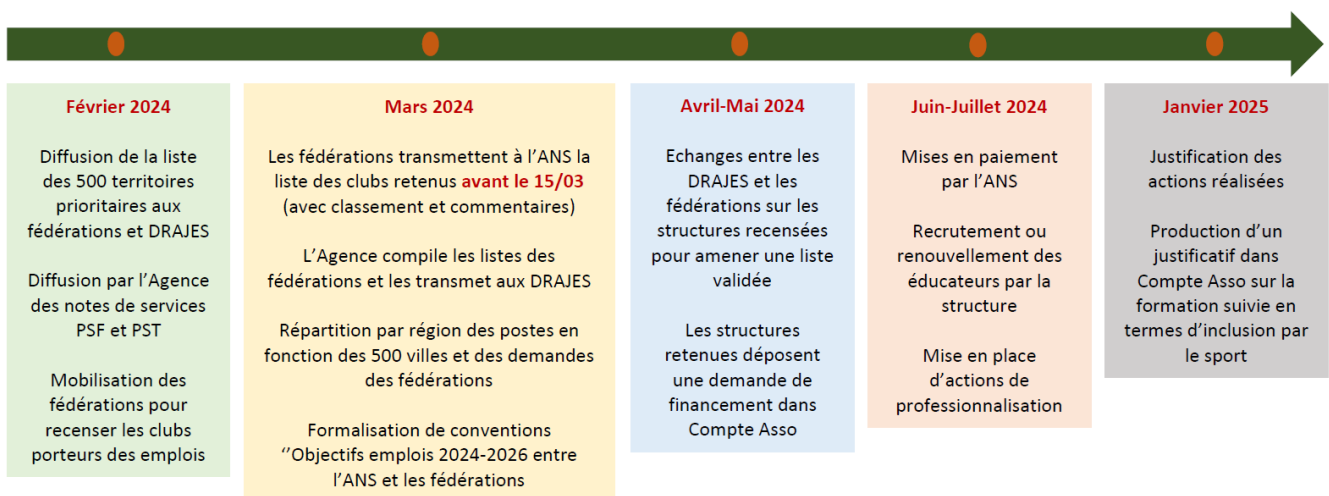 Février 2024
Diffusion de la liste
des 500 territoires
prioritaires aux
fédérations et DRAJES
Diffusion par l'Agence
des notes de services
PSF et PST
Mobilisation des
fédérations pour
recenser les clubs
porteurs des emplois
Mars 2024
Les fédérations transmettent à l'ANS la
liste des clubs retenus avant le 15/03
(avec classement et commentaires)
L'Agence compile les listes des
fédérations et les transmet aux DRAJES
Répartition par région des postes en
fonction des 500 villes et des demandes
des fédérations
Formalisation de conventions
‘’Objectifs emplois 2024-2026 entre
l'ANS et les fédérations
Avril-Mai 2024
Echanges entre les
DRAJES et les
fédérations sur les
structures recensées
pour amener une liste
validée
Les structures
retenues déposent
une demande de
financement dans
Compte Asso
Juin-Juillet 2024
Mises en paiement
par l'ANS
Recrutement ou
renouvellement des
éducateurs par la
structure
Mise en place
d'actions de
professionnalisation
Janvier 2025
Justification des
actions réalisées
Production d'un
justificatif dans
Compte Asso sur la
formation suivie en
termes d'inclusion par
le sport